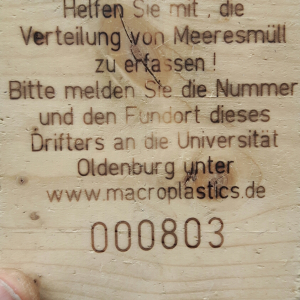 Helfen Sie mit, die
Verteilung von Meeresmüll
zu erfassen!
Bitte melden Sie die Nummer
und den Fundort dieses
Drifters an die Universität
Oldenburg unter
www.macroplastics.de
000803